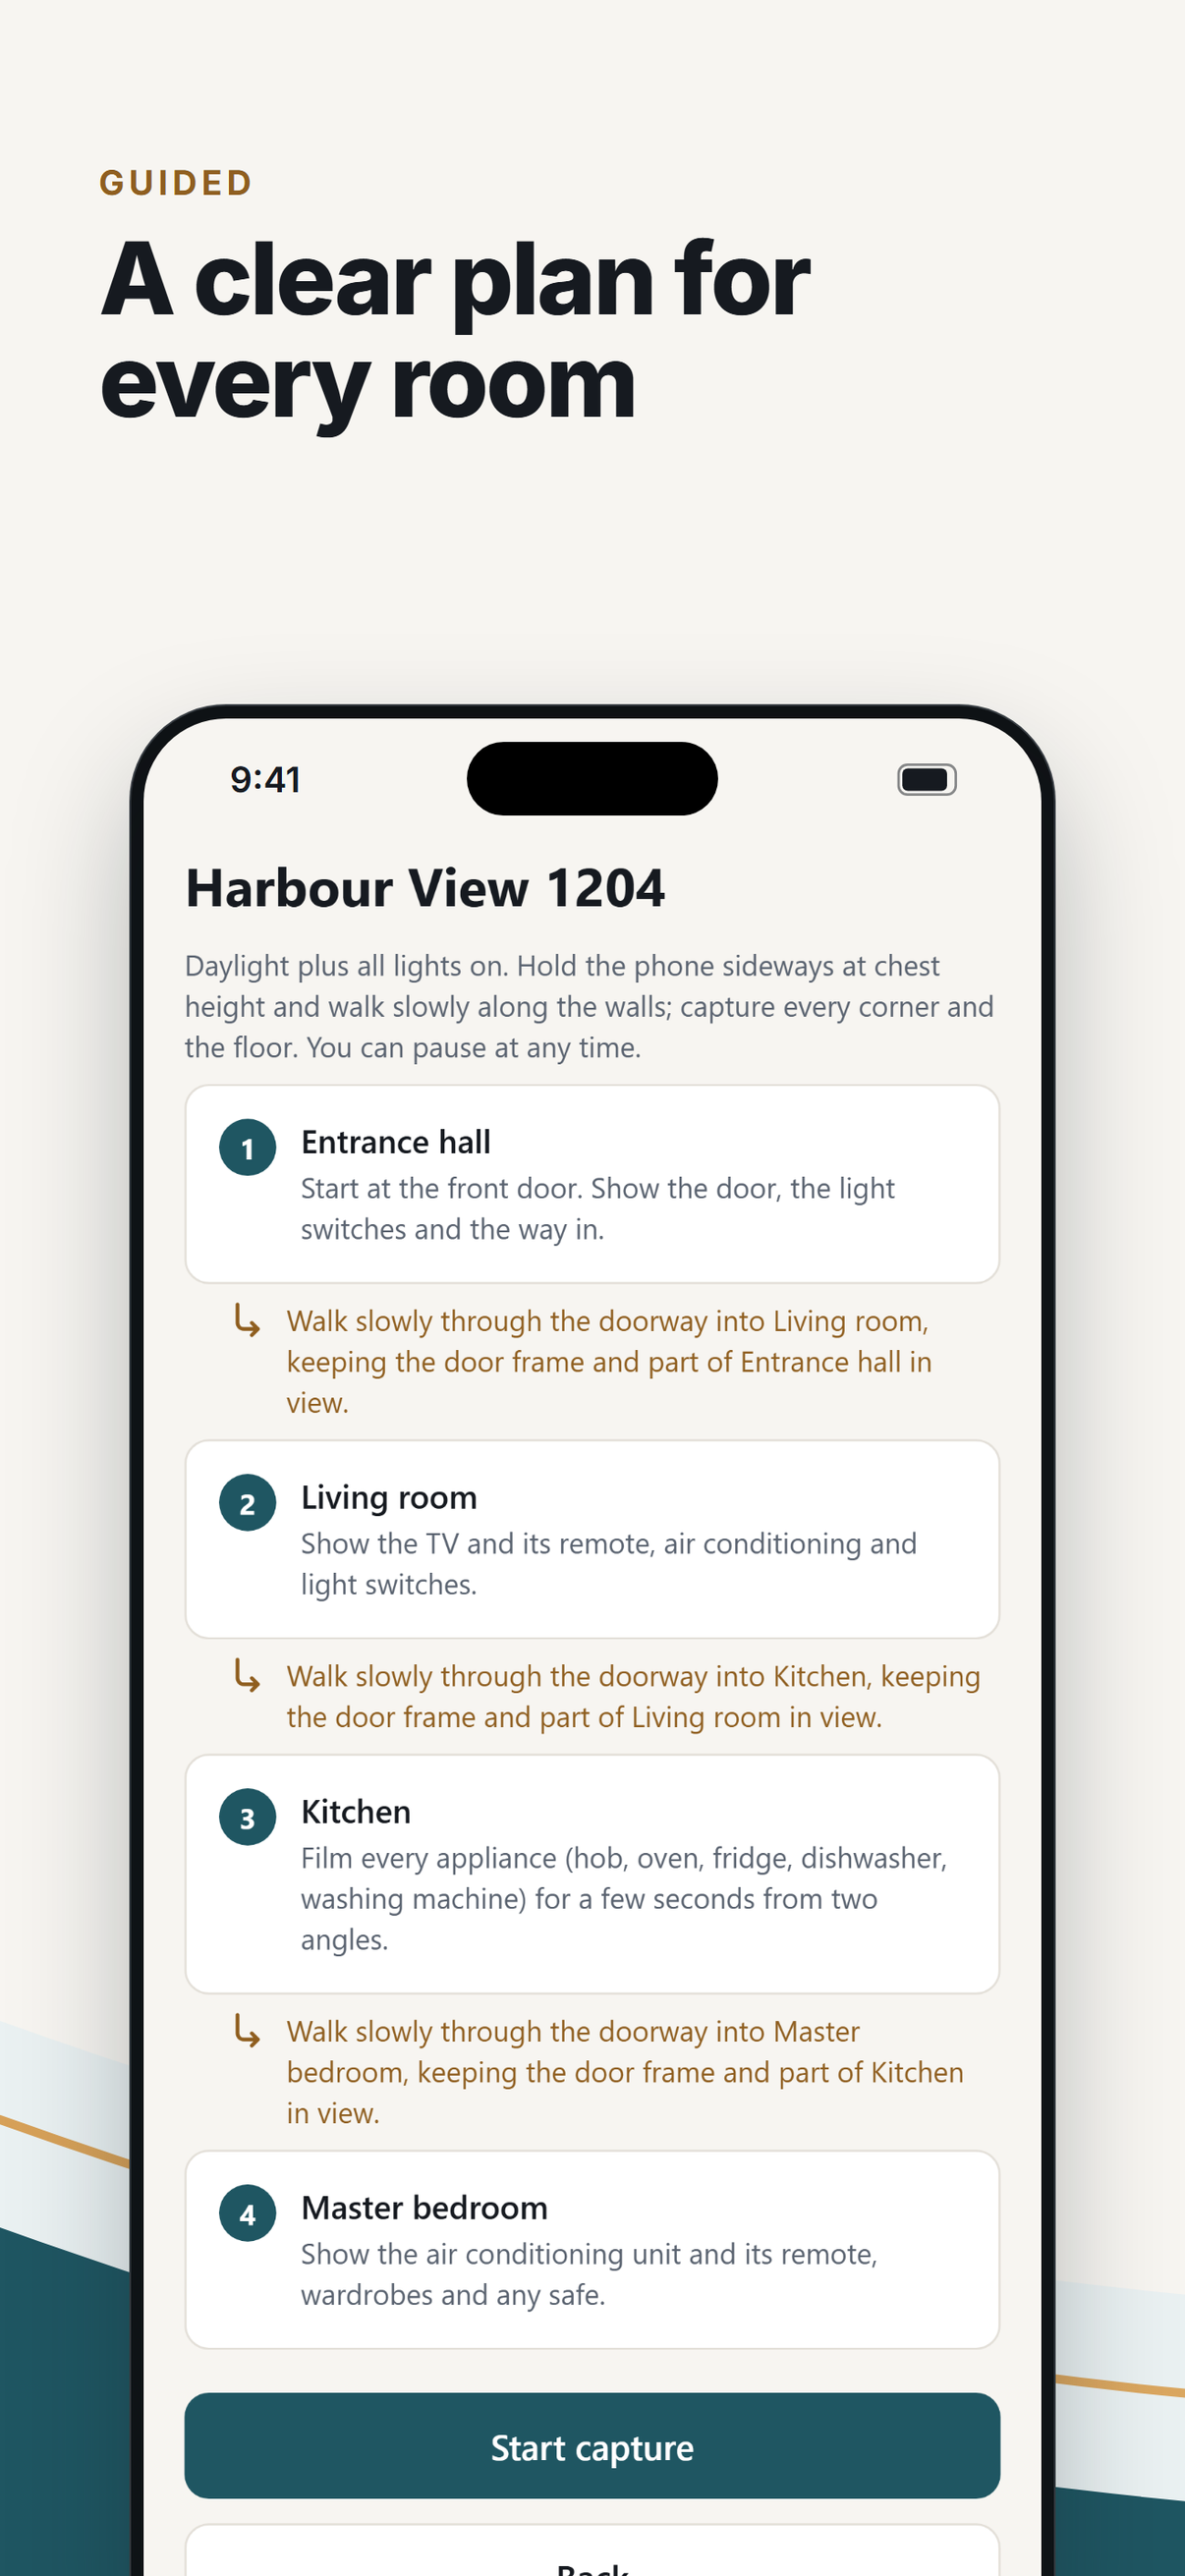 GUIDED
A clear plan for
every room
9:41
Harbour View 1204
Daylight plus all lights on. Hold the phone sideways at chest
height and walk slowly along the walls; capture every corner and
the floor. You can pause at any time.
1
Entrance hall
Start at the front door. Show the door, the light
switches and the way in.
Walk slowly through the doorway into Living room,
keeping the door frame and part of Entrance hall in
view.
2
Living room
Show the TV and its remote, air conditioning and
light switches.
Walk slowly through the doorway into Kitchen, keeping
the door frame and part of Living room in view.
3
Kitchen
Film every appliance (hob, oven, fridge, dishwasher,
washing machine) for a few seconds from two
angles.
Walk slowly through the doorway into Master
bedroom, keeping the door frame and part of Kitchen
in view.
4
Master bedroom
Show the air conditioning unit and its remote,
wardrobes and any safe.
Start capture
Back